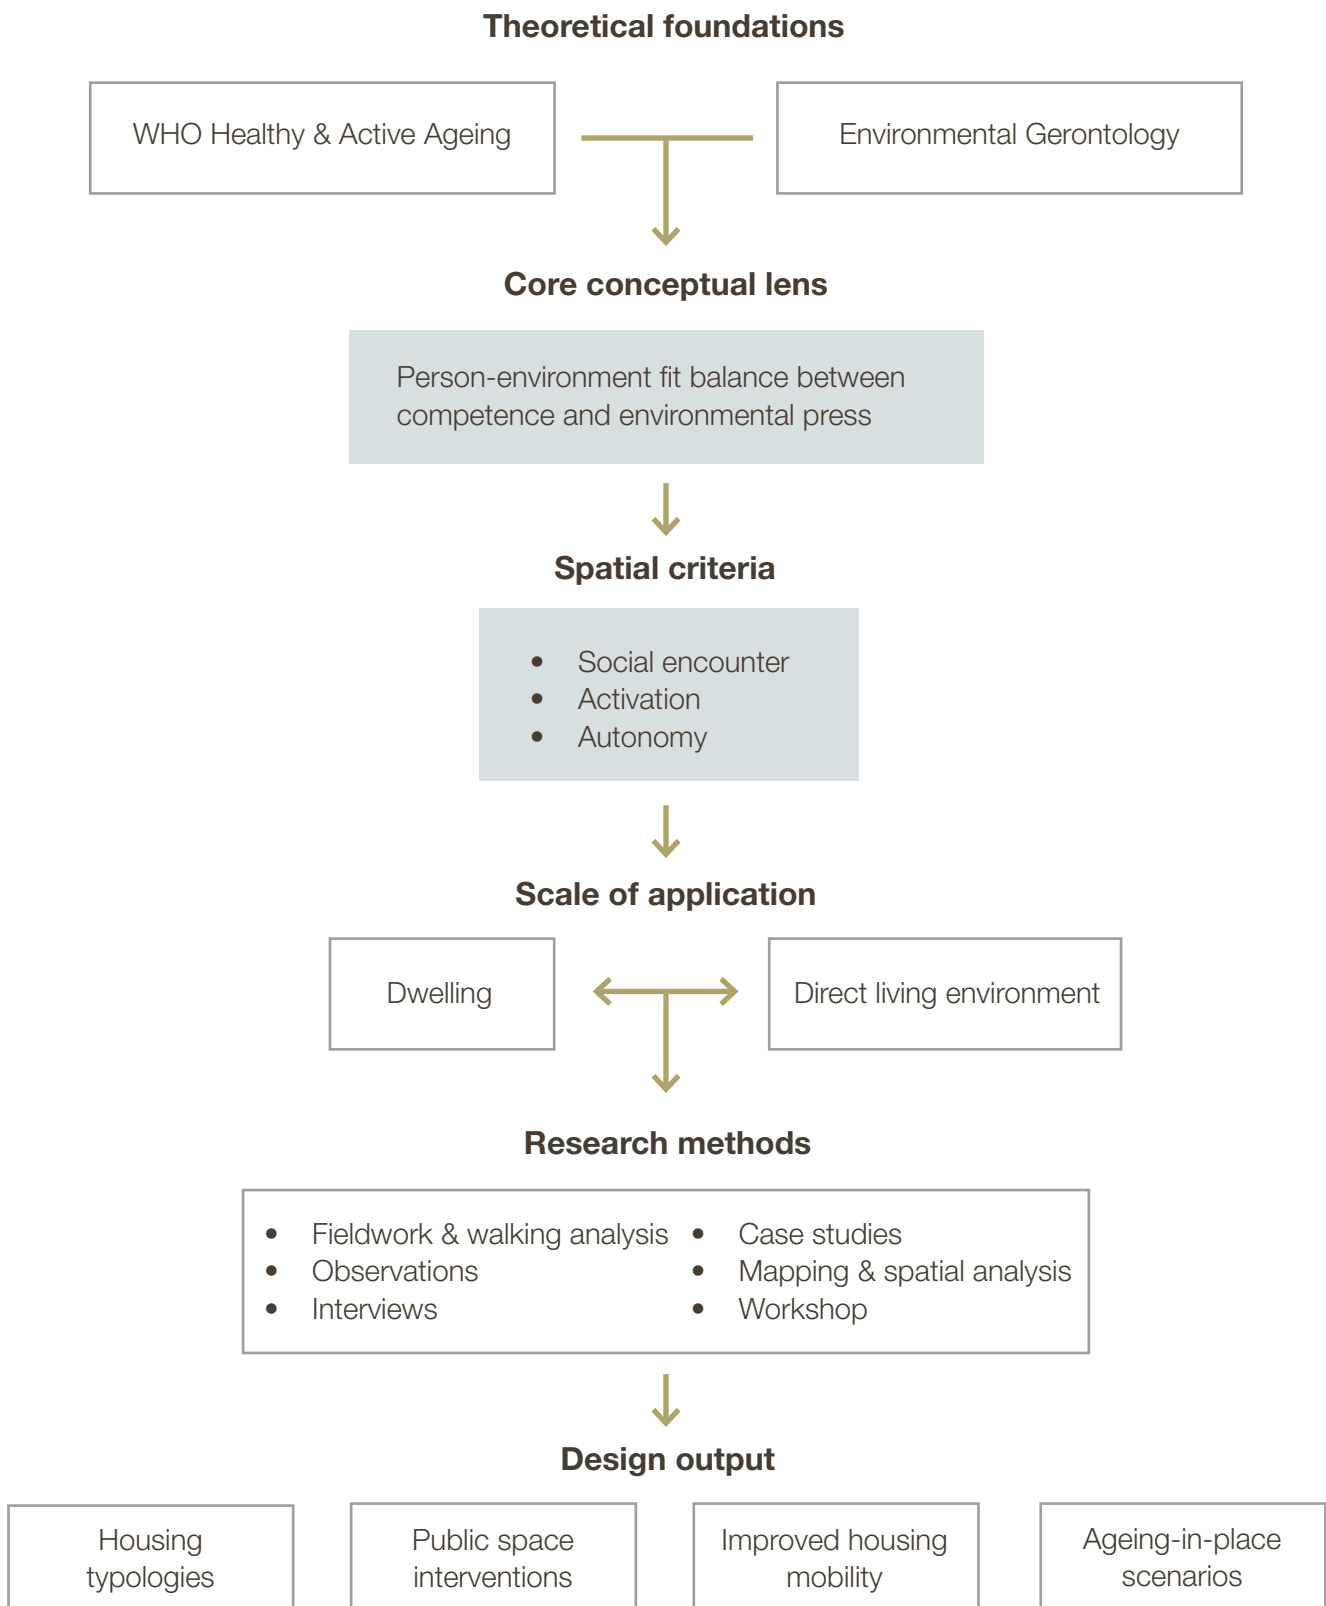 Theoretical foundations
WHO Healthy & Active Ageing
Environmental Gerontology
Core conceptual lens
Person-environment fit balance between
competence and environmental press
Spatial criteria
• Social encounter
• Activation
• Autonomy
Scale of application
Dwelling
Direct living environment
Research methods
• Fieldwork & walking analysis
• Observations
• Interviews
• Case studies
• Mapping & spatial analysis
• Workshop
Design output
Housing
typologies
Public space
interventions
Improved housing
mobility
Ageing-in-place
scenarios